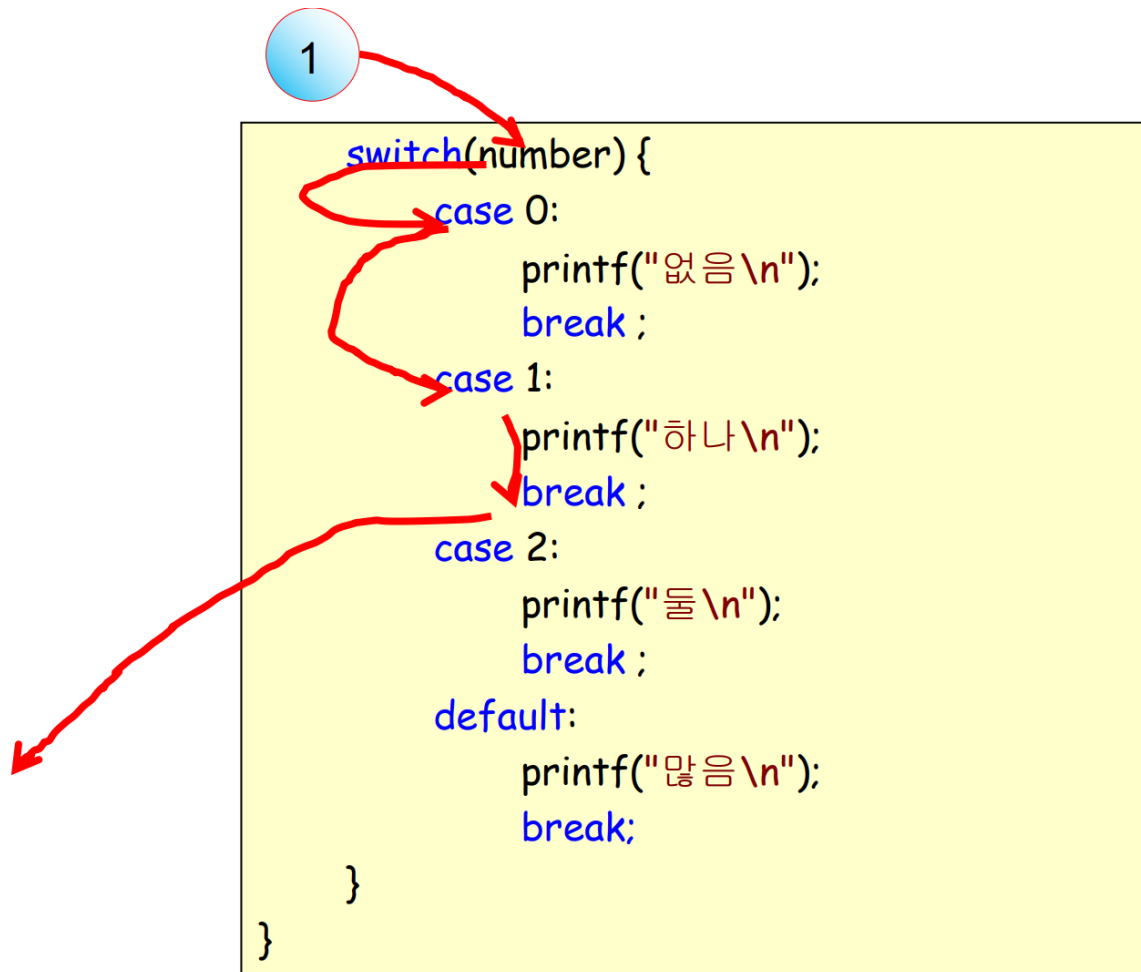 1
switch(number) {
case 0:
printf("없음\n");
break ;
case 1:
printf("하나\n");
break ;
case 2:
printf("둘\n");
break ;
default:
printf("많음\n");
break;
}
}